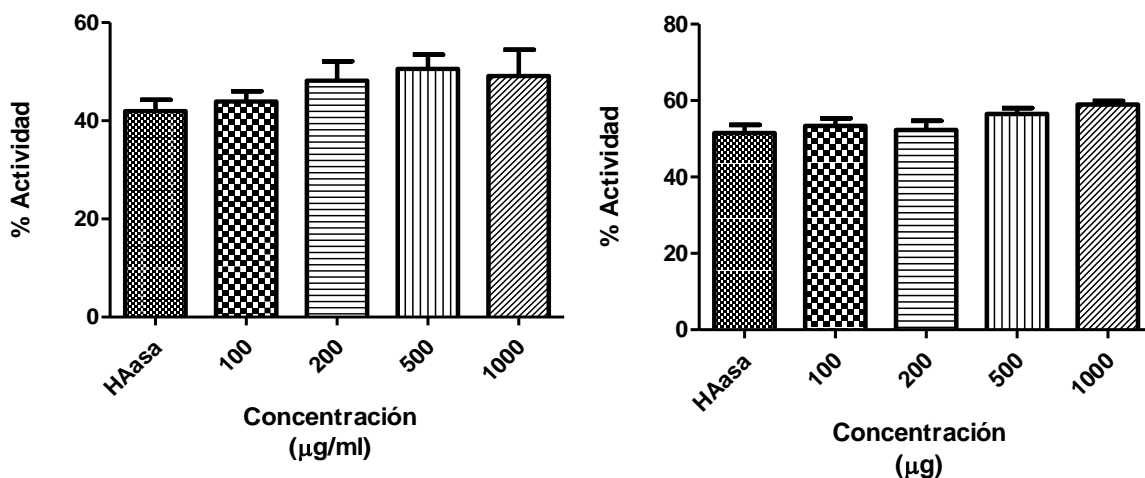 60
40
20
0
% Actividad
HAasa
100
200
500
1000
Concentración
(μg/ml)
80
60
40
20
0
% Actividad
HAasa
100
200
500
1000
Concentración
(μg)